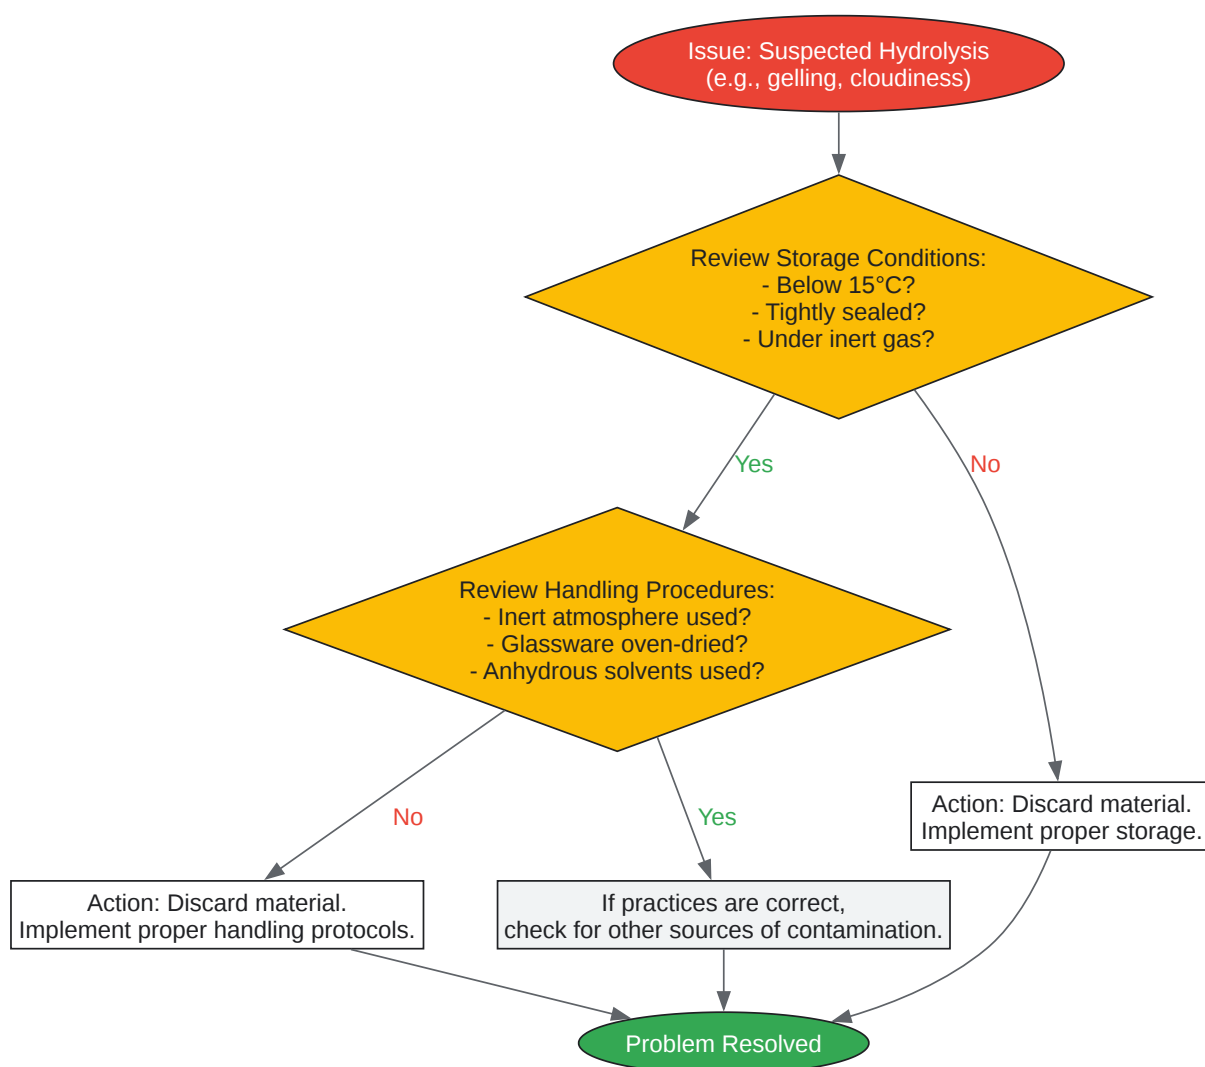 Issue: Suspected Hydrolysis
(e.g., gelling, cloudiness)
Review Storage Conditions:
- Below 15°C?
- Tightly sealed?
- Under inert gas?
Yes
No
Review Handling Procedures:
- Inert atmosphere used?
- Glassware oven-dried?
- Anhydrous solvents used?
No
Yes
Action: Discard material.
Implement proper storage.
Action: Discard material.
Implement proper handling protocols.
If practices are correct,
check for other sources of contamination.
Problem Resolved